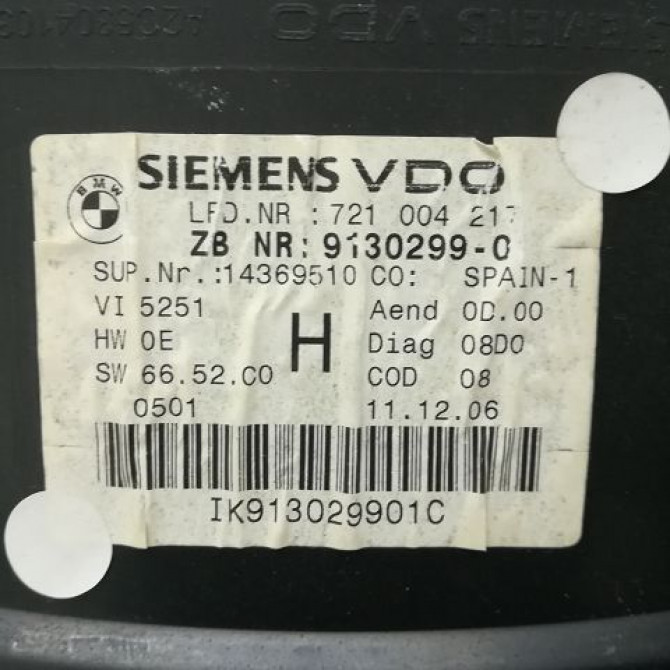 SIEMENS VDO
BMW
LFD.NR : 721 004 217
ZB NR: 9130299-0
SUP.Nr.:14369510 CO: SPAIN-1
VI 5251 Aend 0D.00
HW 0E H Diag 08D0
SW 66.52.C0 COD 08
0501 11.12.06
IK913029901C